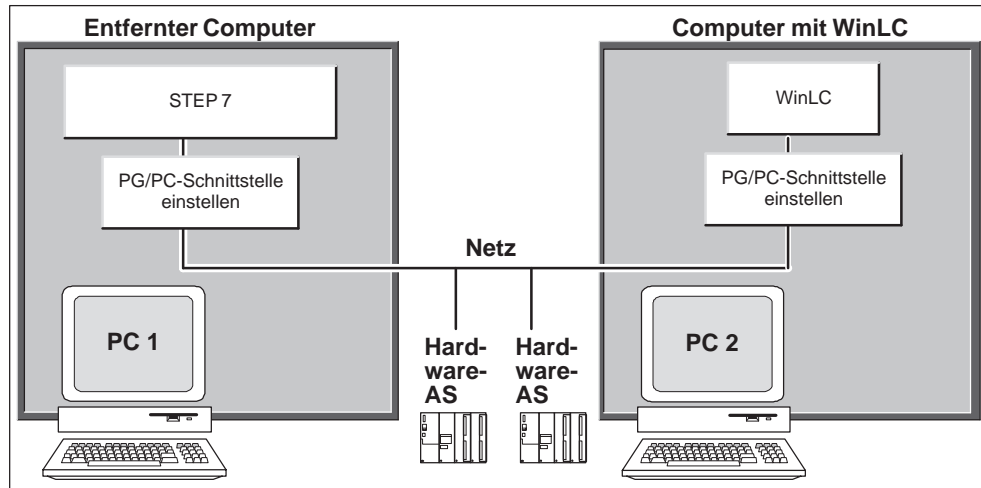 Entfernter Computer
Computer mit WinLC
STEP 7
WinLC
PG/PC-Schnittstelle
einstellen
PG/PC-Schnittstelle
einstellen
Netz
PC 1
Hard-
ware-
AS
Hard-
ware-
AS
PC 2